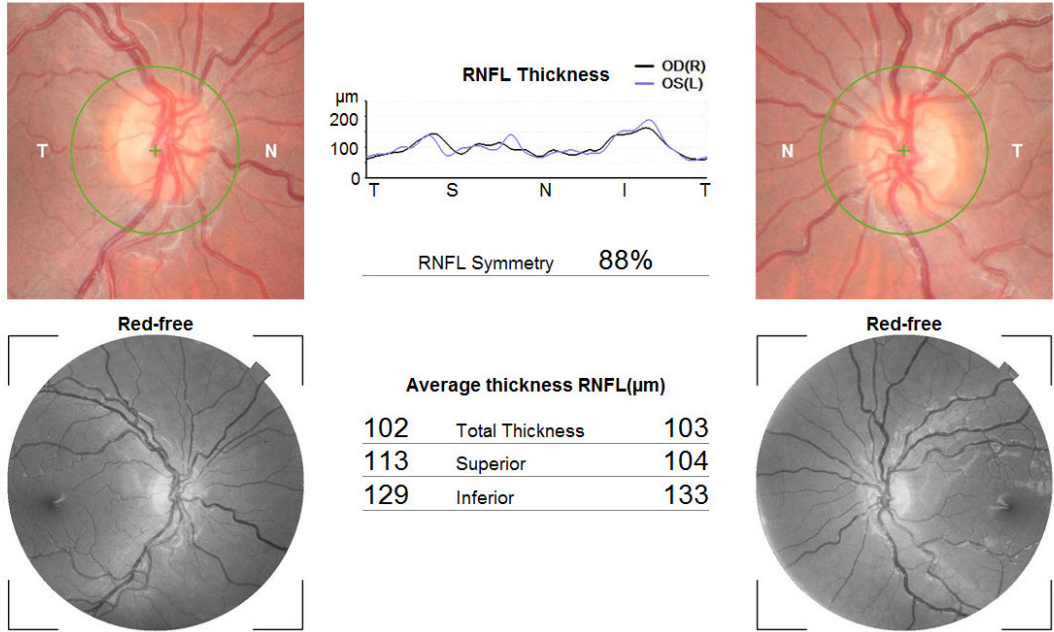 RNFL Thickness
OD(R)
OS(L)
µm
200
100
0
T S N I T
T N
N T
RNFL Symmetry 88%
Red-free
Red-free
Average thickness RNFL(µm)
102 Total Thickness 103
113 Superior 104
129 Inferior 133